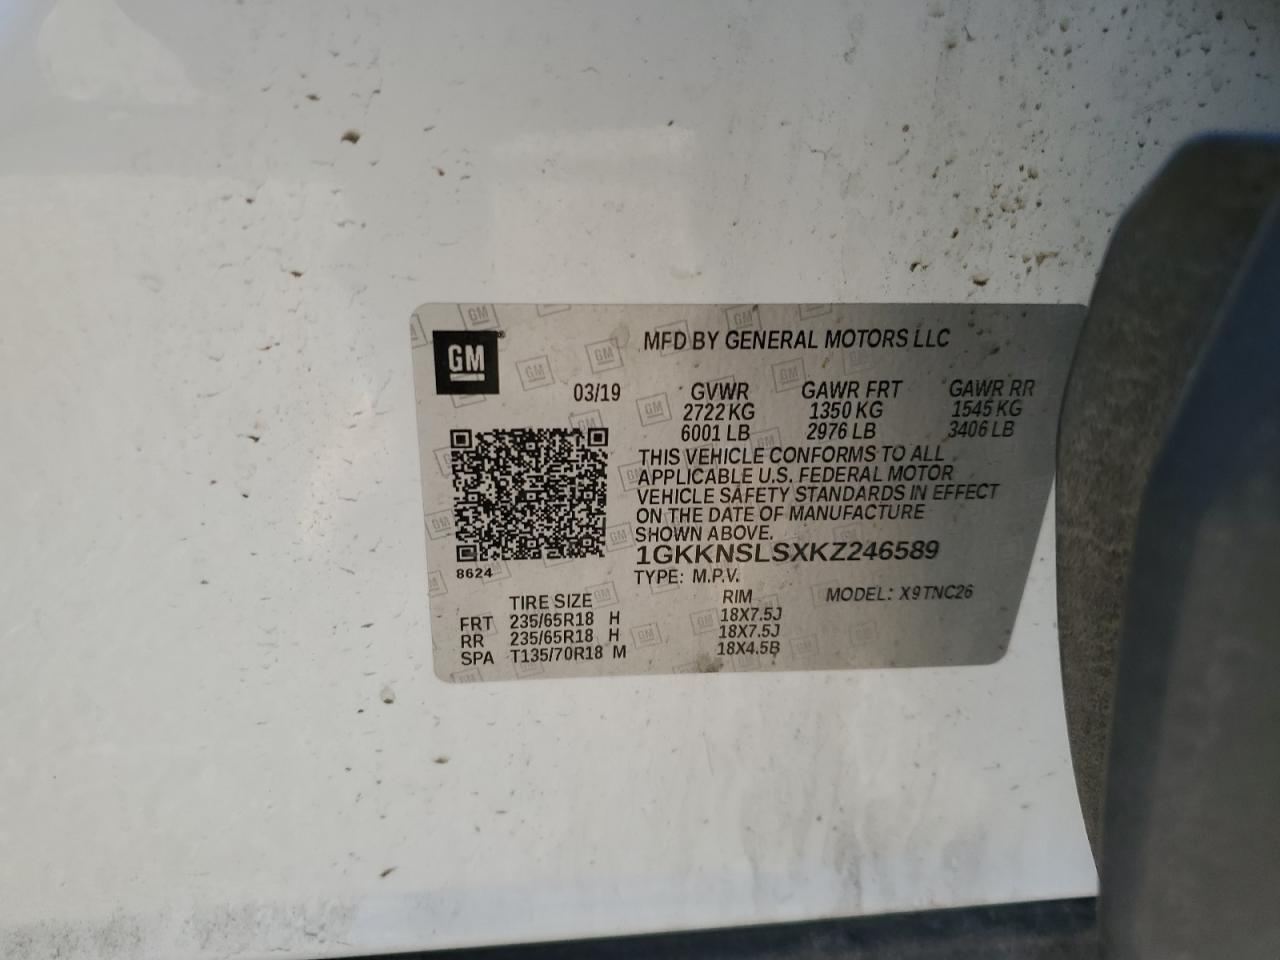 GM
MFD BY GENERAL MOTORS LLC
03/19 GVWR GAWR FRT GAWR RR
2722 KG 1350 KG 1545 KG
6001 LB 2976 LB 3406 LB
THIS VEHICLE CONFORMS TO ALL
APPLICABLE U.S. FEDERAL MOTOR
VEHICLE SAFETY STANDARDS IN EFFECT
ON THE DATE OF MANUFACTURE
SHOWN ABOVE.
1GKKNSLSXKZ246589
8624
TYPE: M.P.V.
MODEL: X9TNC26
TIRE SIZE RIM
FRT 235/65R18 H 18X7.5J
RR 235/65R18 H 18X7.5J
SPA T135/70R18 M 18X4.5B